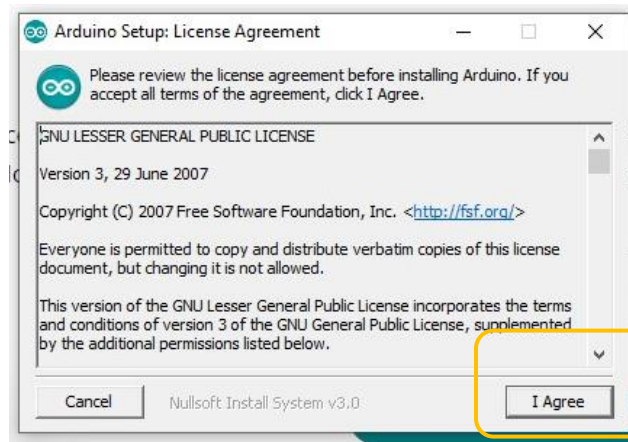 Arduino Setup: License Agreement
Please review the license agreement before installing Arduino. If you
accept all terms of the agreement, click I Agree.
GNU LESSER GENERAL PUBLIC LICENSE
Version 3, 29 June 2007
Copyright (C) 2007 Free Software Foundation, Inc. <http://fsf.org/>
Everyone is permitted to copy and distribute verbatim copies of this license
document, but changing it is not allowed.
This version of the GNU Lesser General Public License incorporates the terms
and conditions of version 3 of the GNU General Public License, supplemented
by the additional permissions listed below.
Cancel
Nullsoft Install System v3.0
I Agree